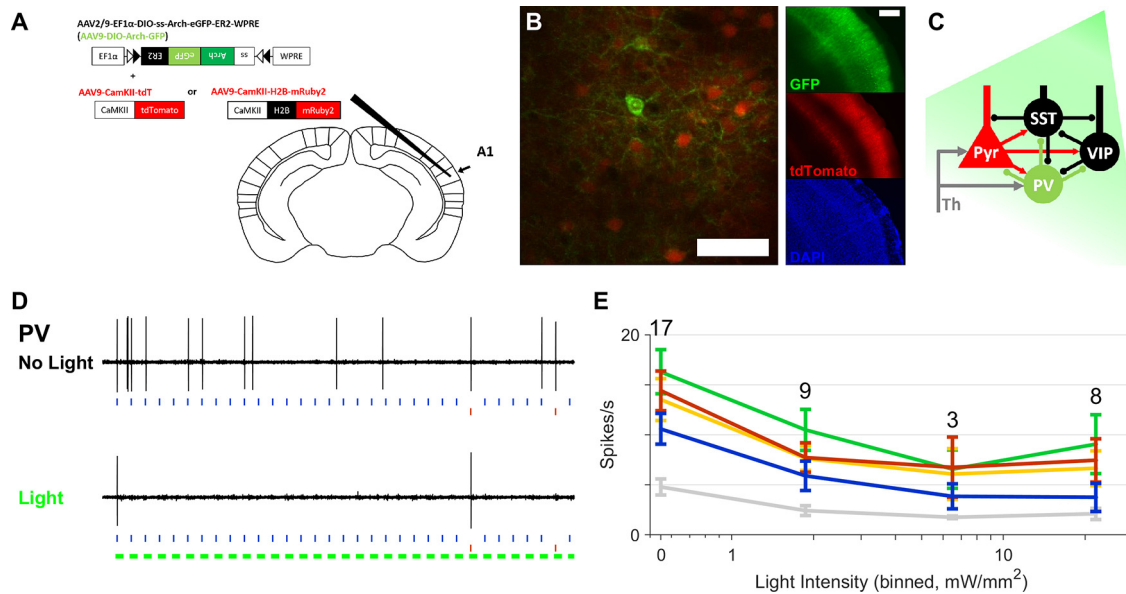 A
AAV2/9-EF1α-DIO-ss-Arch-eGFP-ER2-WPRE
(AAV9-DIO-Arch-GFP)
EF1α ER2 eGFP Arch ss WPRE
+
AAV9-CamKII-tdT or AAV9-CamKII-H2B-mRuby2
CaMKII tdTomato CaMKII H2B mRuby2
A1
B
GFP
tdTomato
DAPI
C
SST
Pyr
VIP
PV
Th
D
PV
No Light
Light
E
20
17
9
3
8
Spikes/s
0
0 1 10
Light Intensity (binned, mW/mm²)